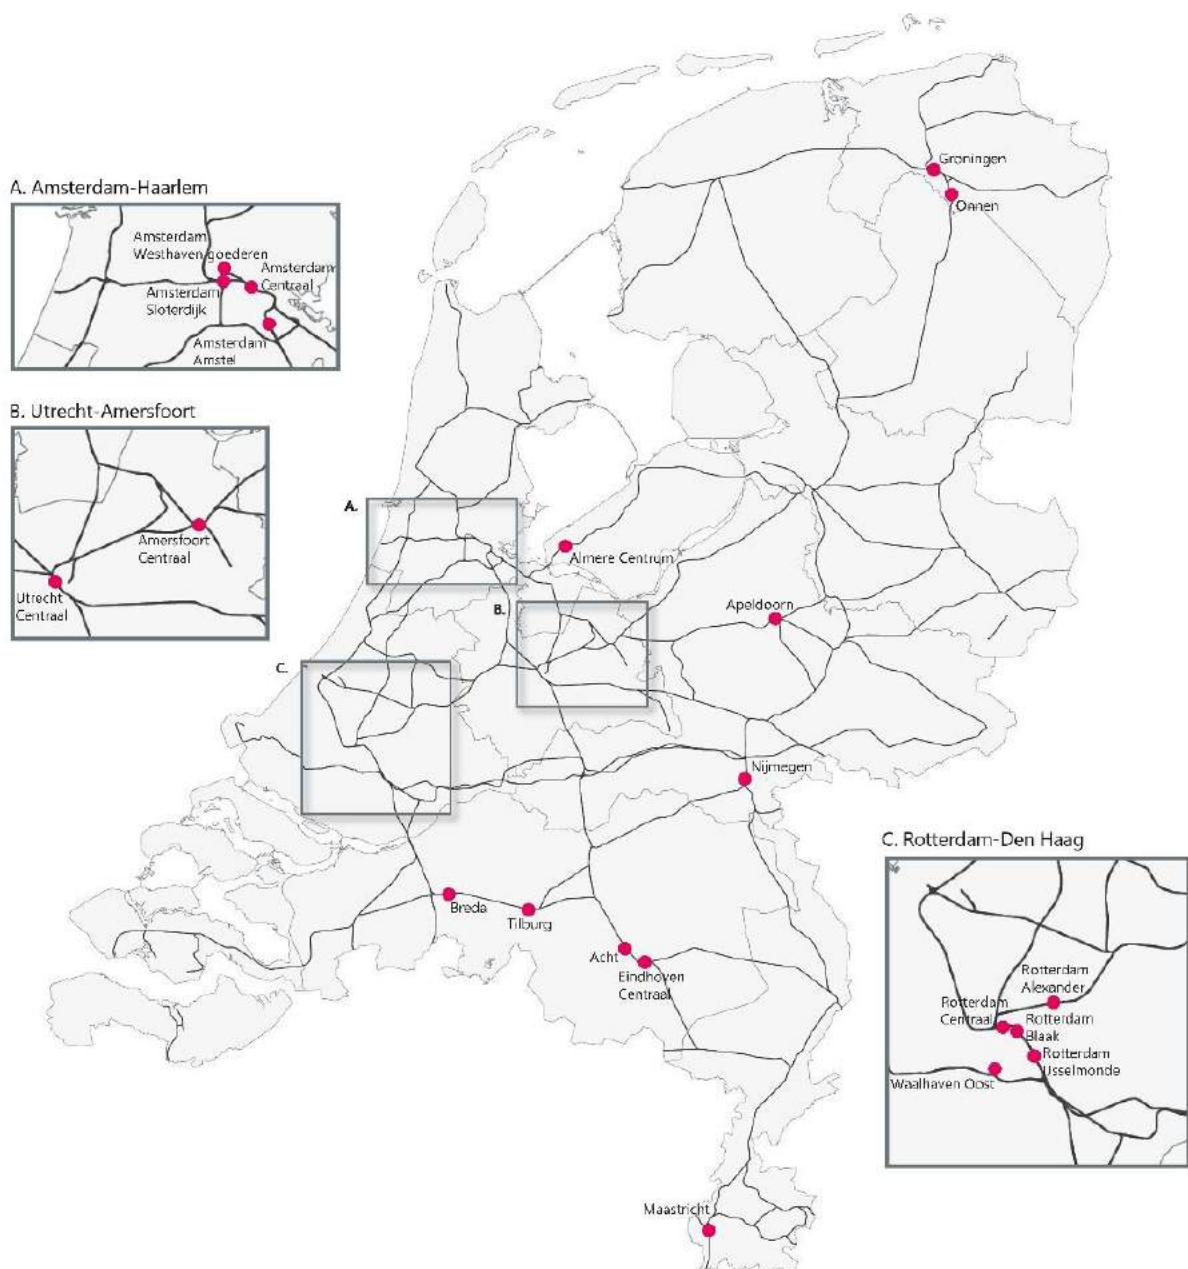 Groningen
Onnen
A. Amsterdam-Haarlem
Amsterdam
Westhaven goederen
Amsterdam
Centraal
Amsterdam
Sloterdijk
Amsterdam
Amstel
B. Utrecht-Amersfoort
Amersfoort
Centraal
Utrecht
Centraal
A.
Almere Centrum
B.
Apeldoorn
C.
Nijmegen
Breda
Tilburg
Acht
Eindhoven
Centraal
C. Rotterdam-Den Haag
Rotterdam
Alexander
Rotterdam
Centraal
Rotterdam
Blaak
Rotterdam
IJsselmonde
Waalhaven Oost
Maastricht